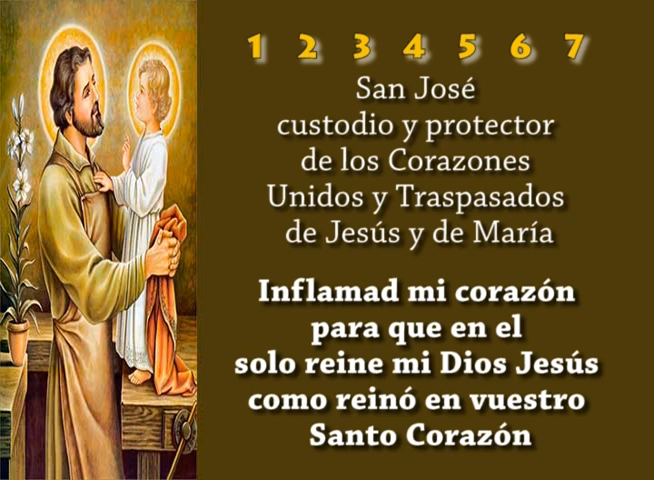 1 2 3 4 5 6 7
San José
custodio y protector
de los Corazones
Unidos y Traspasados
de Jesús y de María
Inflamad mi corazón
para que en el
solo reine mi Dios Jesús
como reinó en vuestro
Santo Corazón